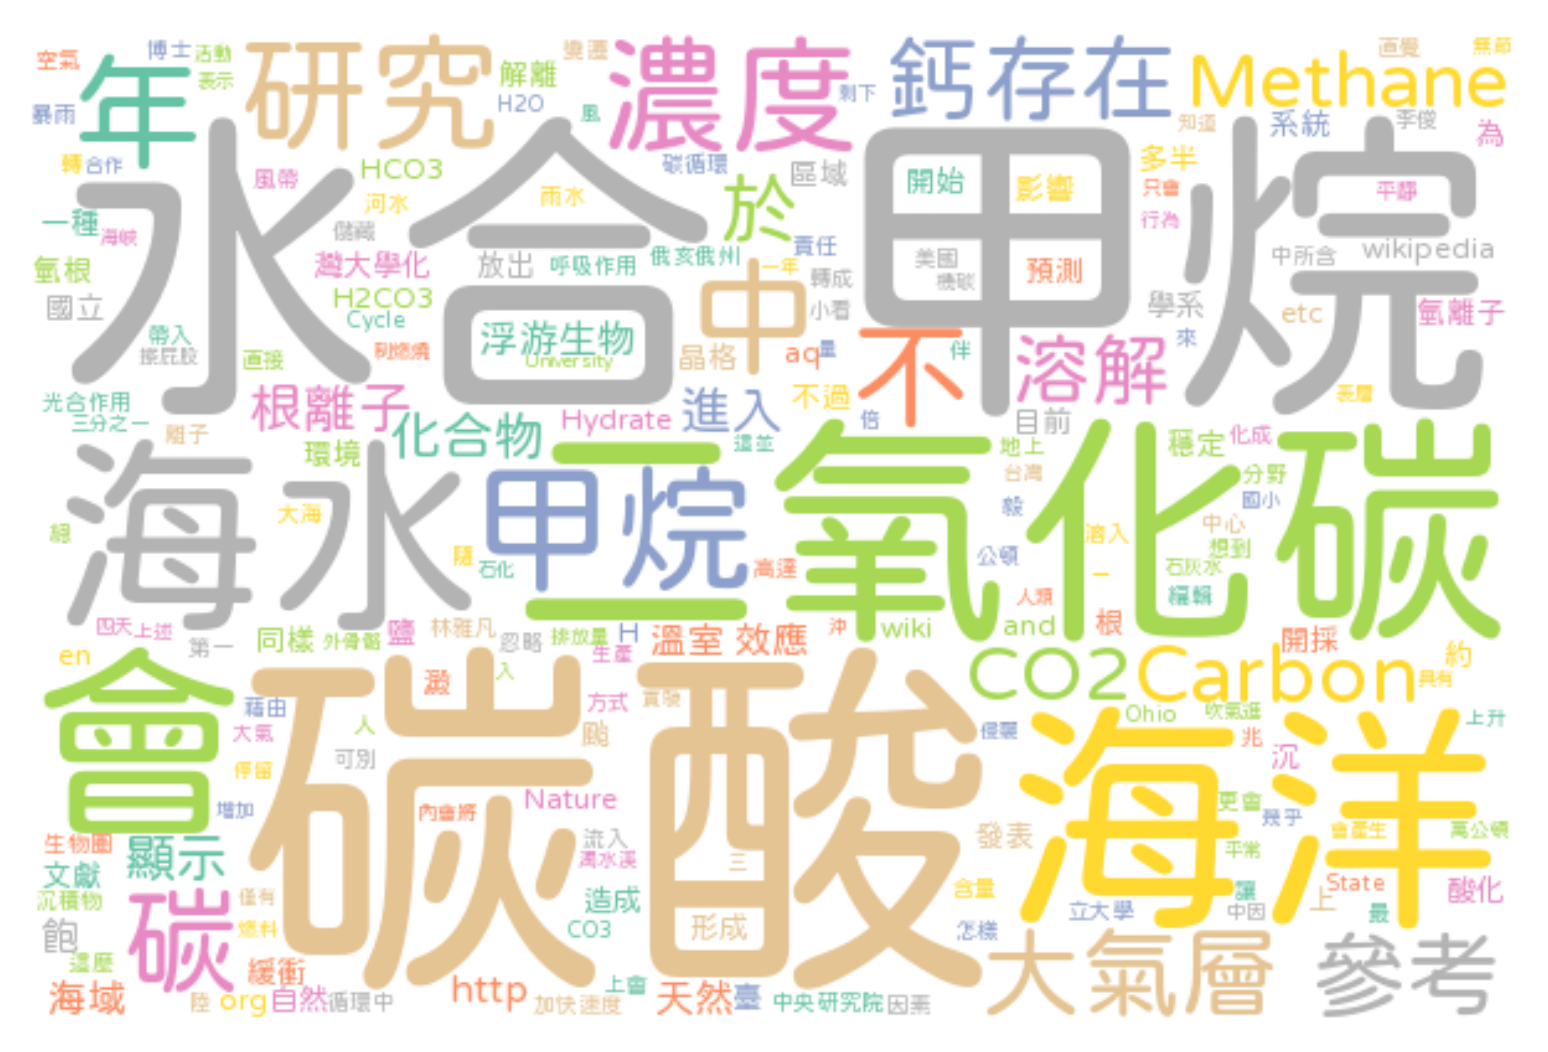 空氣
年
博士
活動
表示
研究
解離
H2O
變遷
風
濃度
剩下
鈣存在
Methane
直覺
無節
暴雨
轉
合作
水合甲烷
風帶
HCO3
河水
雨水
碳循環
於
區域
開始
影響
多半
知道
系統
李俊
為
只會
行為
平靜
一種
海峽
氫根
國立
儲藏
灣大學化
H2CO3
Cycle
放出
呼吸作用
俄亥俄州
責任
一年
轉成
小看
美國
機碳
預測
中所含
wikipedia
學系
etc
氫離子
帶入
擦屁股
直接
剩燃燒
浮游生物
University
中
晶格
aq
量
不
伴
溶解
來
光合作用
三分之一
離子
根離子
化合物
Hydrate
進入
不過
倍
目前
表層
環境
這並
地上
台灣
穩定
化成
分野
國小
海水
大海
甲烷
二氧化碳
總
隨
石化
高達
毅
公頓
溶入
中心
想到
石灰水
編輯
一
人類
四天
上述
第一
同樣
外骨骼
鹽
林雅凡
忽略
排放量
生產
H
溫室 效應
沖
wiki
and
根
開採
約
具有
en
會
藉由
大氣
停留
增加
人
可別
碳酸
澱
入
方式
實驗
颱
CO2
Carbon
Ohio
吹氣進
兆
沉
上升
侵襲
海洋
更會
幾乎
會產生
萬公頓
平常
生物圈
文獻
沉積物
顯示
內會將
Nature
流入
濁水溪
三
發表
含量
讓
中因
上
State
最
酸化
碳
僅有
燃料
造成
CO3
形成
怎樣
立大學
飽
這麼
海域
緩衝
陸
org
自然
循環中
http
加快速度
上會
天然
臺
中央研究院
因素
大氣層
參考